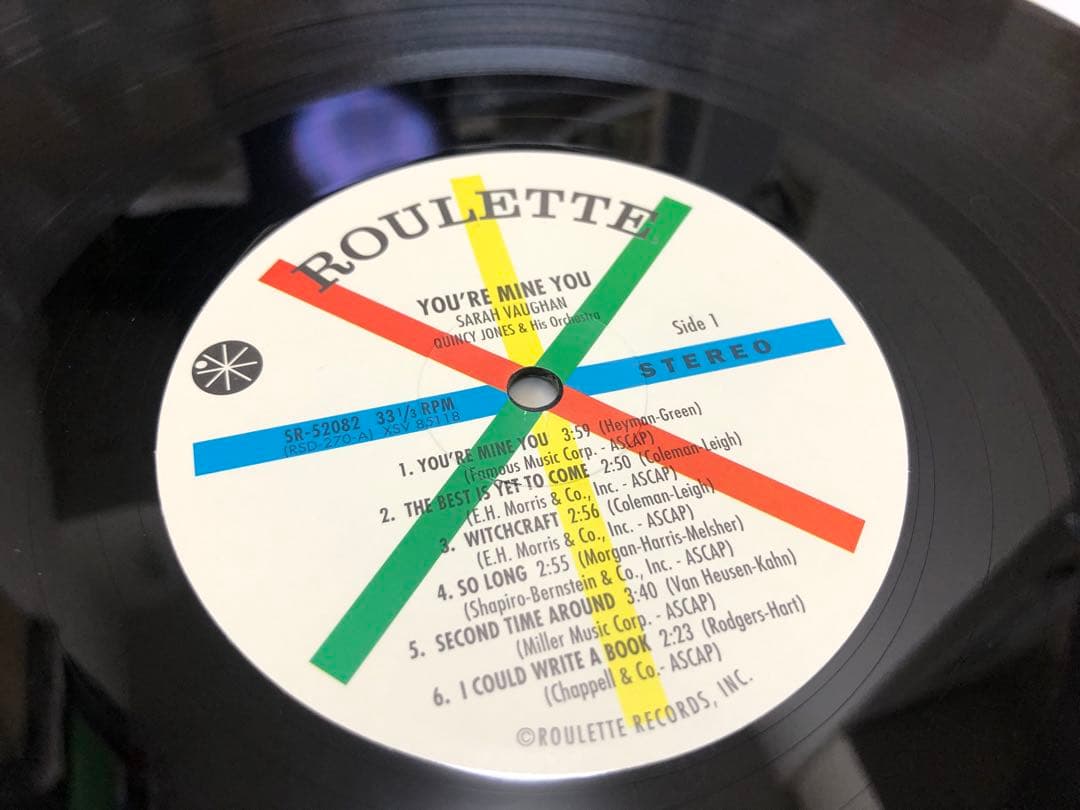 ROULETTE
YOU'RE MINE YOU
SARAH VAUGHAN
QUINCY JONES & His Orchestra
Side 1
STEREO
SR-52082 33 1/3 RPM
(RSD-270-A) XSV 85118
1. YOU'RE MINE YOU 3:59 (Heyman-Green)
(Famous Music Corp. - ASCAP)
2. THE BEST IS YET TO COME 2:50 (Coleman-Leigh)
(E.H. Morris & Co., Inc. - ASCAP)
3. WITCHCRAFT 2:56 (Coleman-Leigh)
(E.H. Morris & Co., Inc. - ASCAP)
4. SO LONG 2:55 (Morgan-Harris-Melsher)
(Shapiro-Bernstein & Co., Inc. - ASCAP)
5. SECOND TIME AROUND 3:40 (Van Heusen-Kahn)
(Miller Music Corp. - ASCAP)
6. I COULD WRITE A BOOK 2:23 (Rodgers-Hart)
(Chappell & Co.- ASCAP)
©ROULETTE RECORDS, INC.